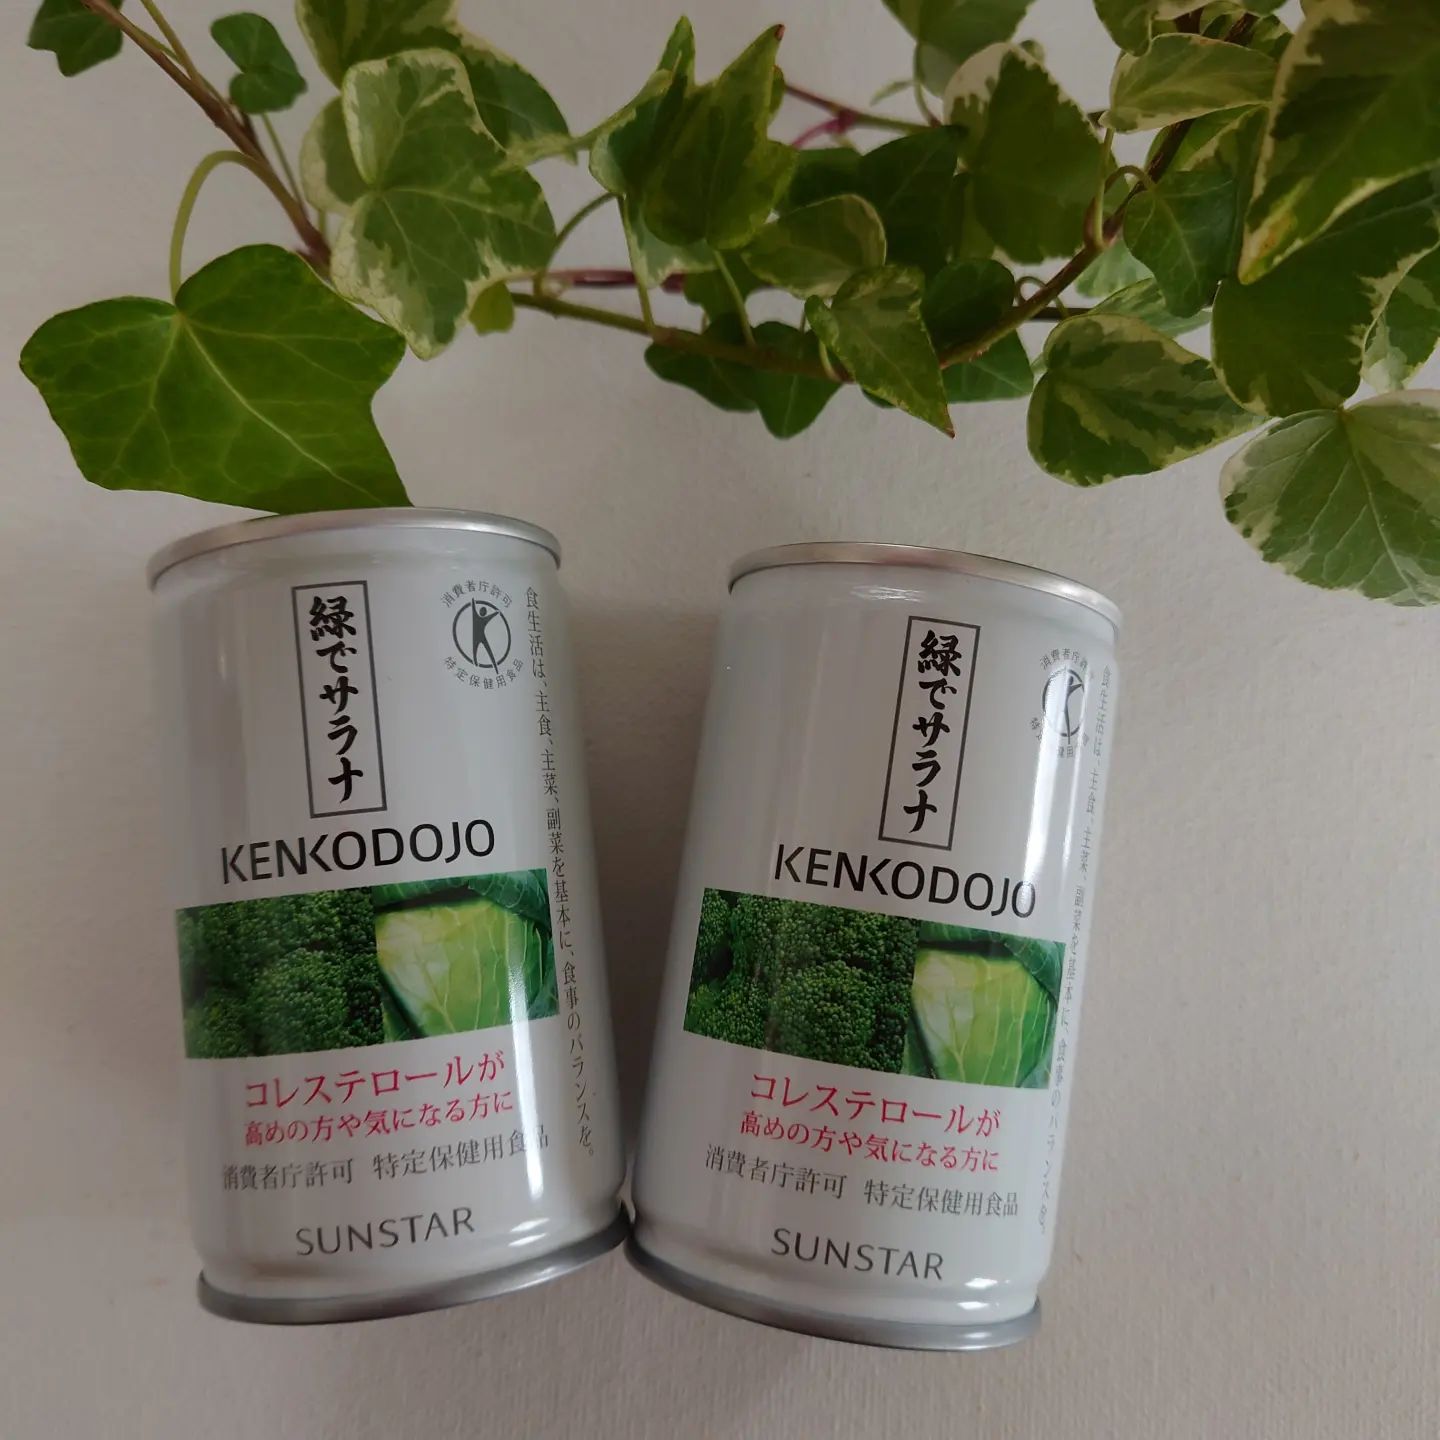 緑でサラナ
消費者庁許可
特定保健用食品
食生活は、主食、主菜、副菜を基本に、食事のバランスを。
KENKODOJO
コレステロールが
高めの方や気になる方に
消費者庁許可 特定保健用食品
SUNSTAR
緑でサラナ
消費者庁許
食生活は、主食、主菜、副菜を基本に、食事のバランスを。
KENKODOJO
コレステロールが
高めの方や気になる方に
消費者庁許可 特定保健用食品
SUNSTAR